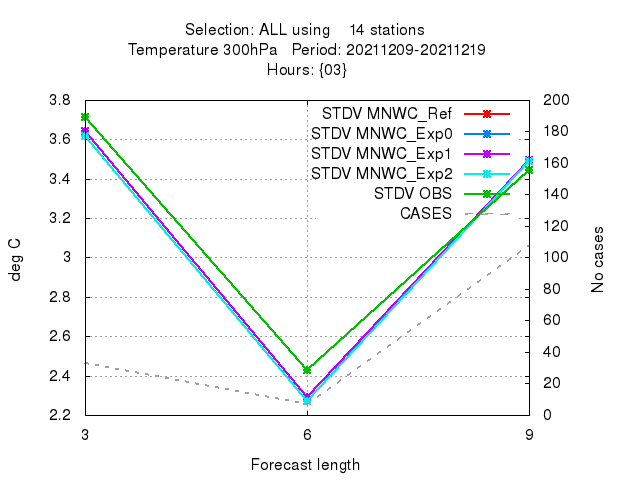 Selection: ALL using    14 stations
Temperature 300hPa   Period: 20211209-20211219
Hours: {03}
3.8
3.6
3.4
3.2
3
2.8
2.6
2.4
2.2
200
180
160
140
120
100
80
60
40
20
0
STDV MNWC_Ref
STDV MNWC_Exp0
STDV MNWC_Exp1
STDV MNWC_Exp2
STDV OBS
CASES
deg C
No cases
3
6
9
Forecast length